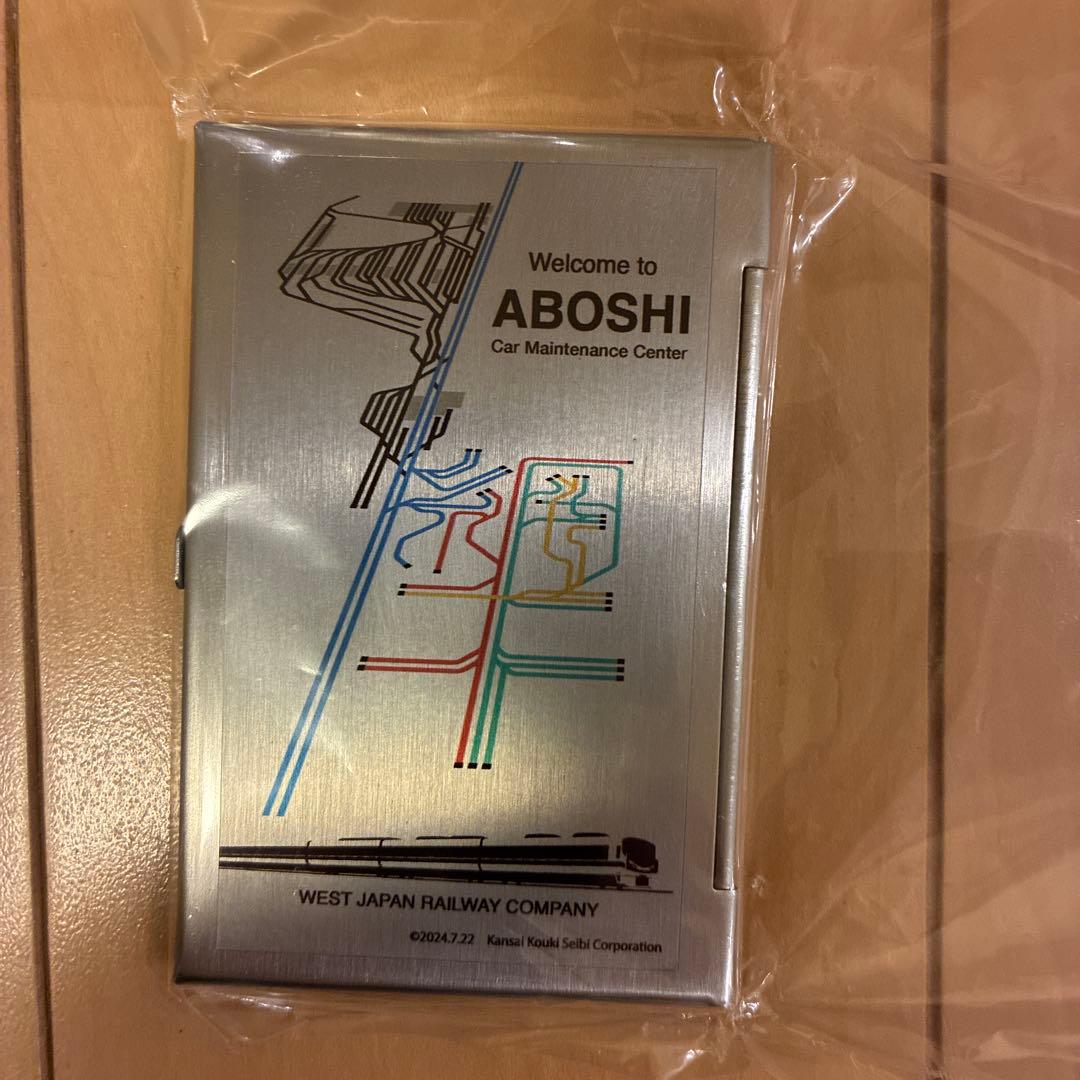 Welcome to
ABOSHI
Car Maintenance Center
WEST JAPAN RAILWAY COMPANY
©2024.7.22 Kansai Kouki Seibi Corporation